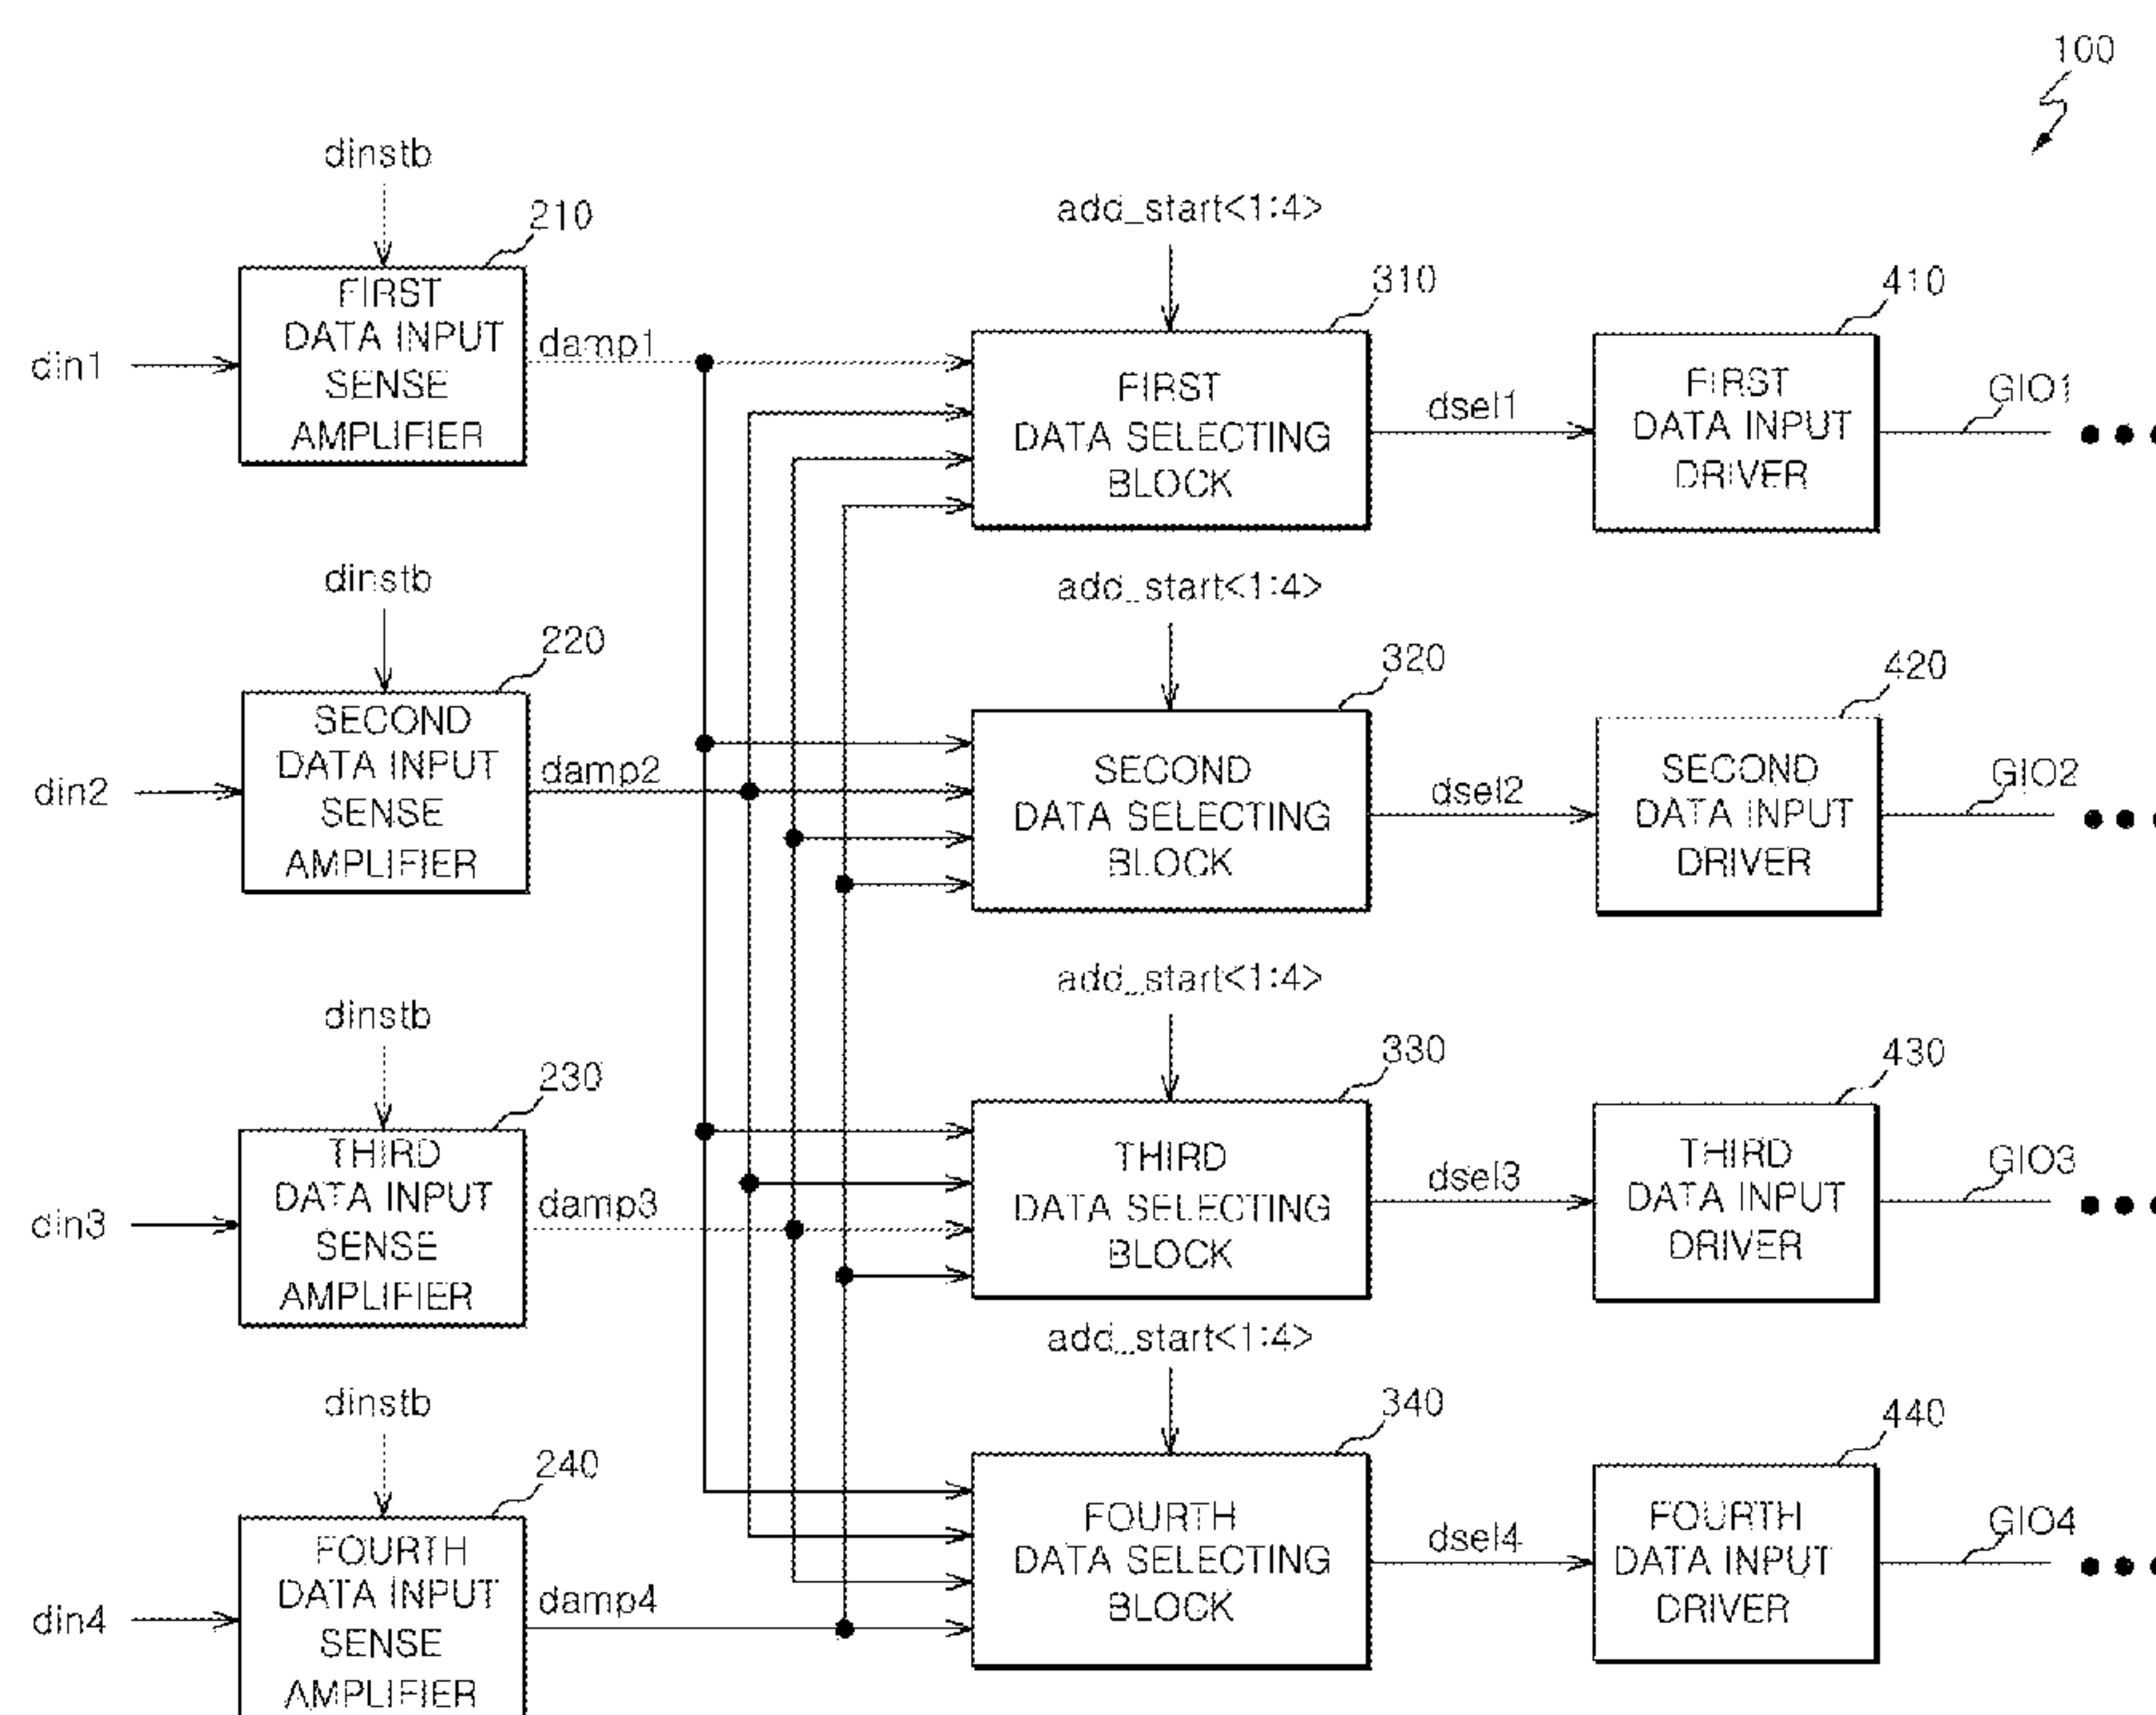 100
dinstb
210
FIRST
DATA INPUT
SENSE
AMPLIFIER
din1
damp1
add_start<1:4>
310
FIRST
DATA SELECTING
BLOCK
dsel1
410
FIRST
DATA INPUT
DRIVER
GIO1
dinstb
220
SECOND
DATA INPUT
SENSE
AMPLIFIER
din2
damp2
add_start<1:4>
320
SECOND
DATA SELECTING
BLOCK
dsel2
420
SECOND
DATA INPUT
DRIVER
GIO2
dinstb
230
THIRD
DATA INPUT
SENSE
AMPLIFIER
din3
damp3
add_start<1:4>
330
THIRD
DATA SELECTING
BLOCK
dsel3
430
THIRD
DATA INPUT
DRIVER
GIO3
dinstb
240
FOURTH
DATA INPUT
SENSE
AMPLIFIER
din4
damp4
add_start<1:4>
340
FOURTH
DATA SELECTING
BLOCK
dsel4
440
FOURTH
DATA INPUT
DRIVER
GIO4